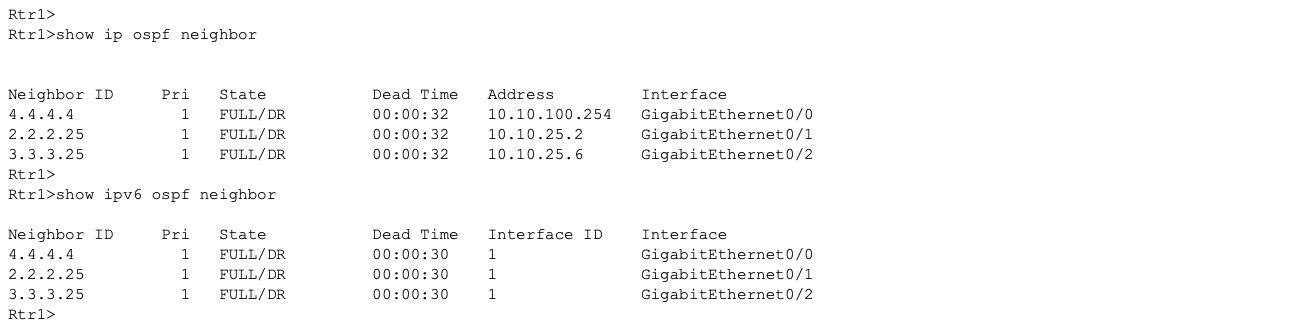 Rtr1>
Rtr1>show ip ospf neighbor
Neighbor ID     Pri   State           Dead Time   Address         Interface
4.4.4.4           1   FULL/DR         00:00:32    10.10.100.254   GigabitEthernet0/0
2.2.2.25          1   FULL/DR         00:00:32    10.10.25.2      GigabitEthernet0/1
3.3.3.25          1   FULL/DR         00:00:32    10.10.25.6      GigabitEthernet0/2
Rtr1>
Rtr1>show ipv6 ospf neighbor
Neighbor ID     Pri   State           Dead Time   Interface ID    Interface
4.4.4.4           1   FULL/DR         00:00:30    1               GigabitEthernet0/0
2.2.2.25          1   FULL/DR         00:00:30    1               GigabitEthernet0/1
3.3.3.25          1   FULL/DR         00:00:30    1               GigabitEthernet0/2
Rtr1>